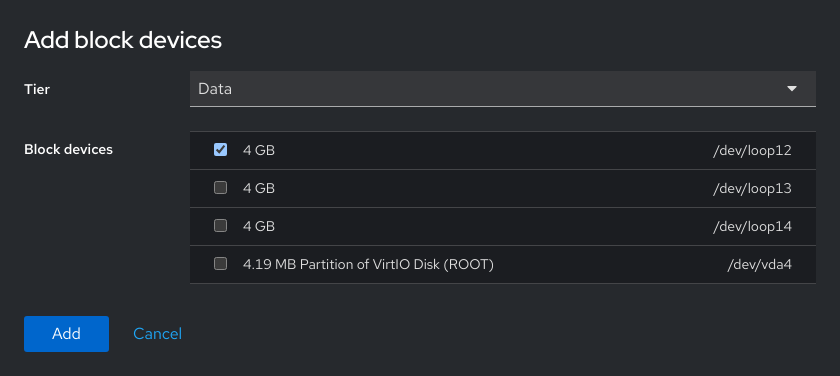 Add block devices
Tier Data
Block devices 4 GB /dev/loop12
4 GB /dev/loop13
4 GB /dev/loop14
4.19 MB Partition of VirtIO Disk (ROOT) /dev/vda4
Add Cancel